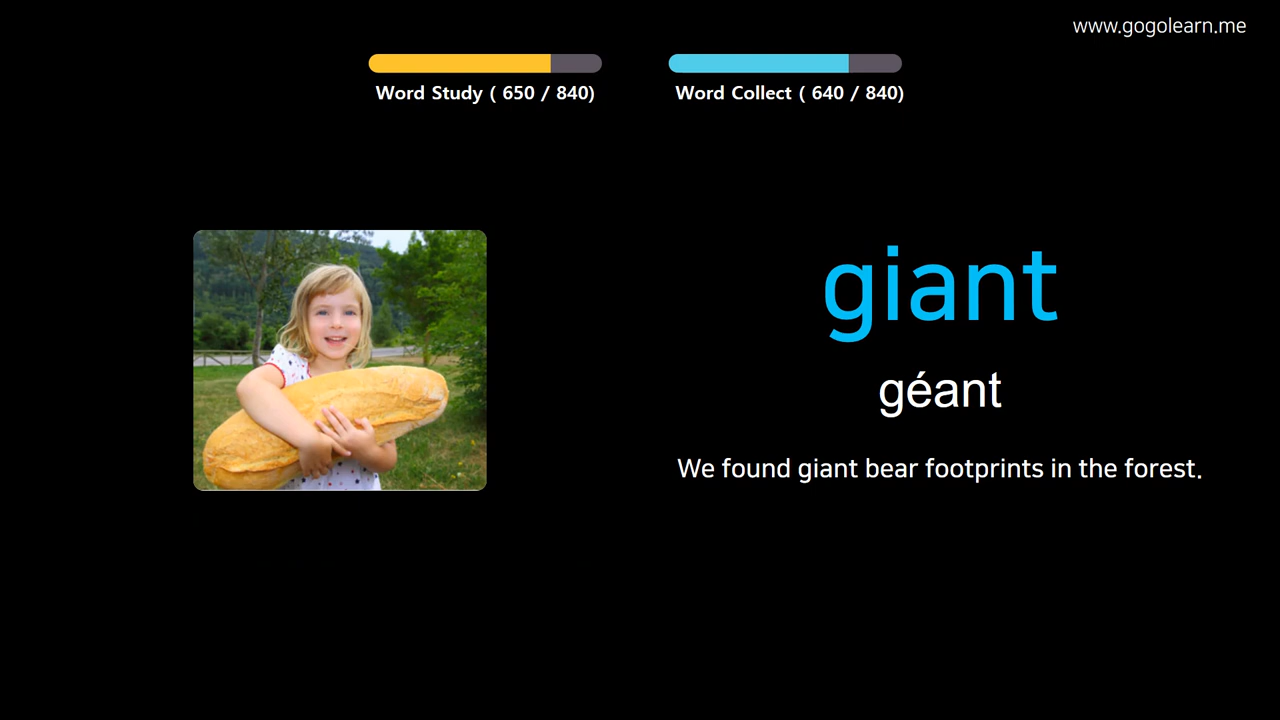 www.gogolearn.me
Word Study ( 650 / 840)
Word Collect ( 640 / 840)
giant
géant
We found giant bear footprints in the forest.